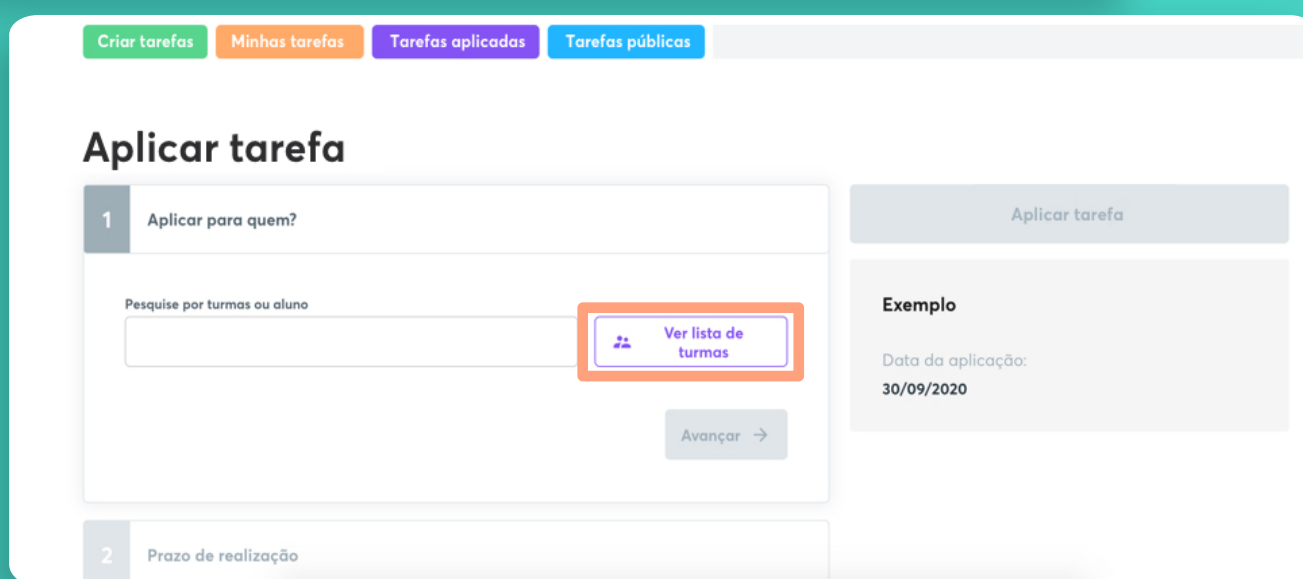 Criar tarefas
Minhas tarefas
Tarefas aplicadas
Tarefas públicas
Aplicar tarefa
1 Aplicar para quem?
Pesquise por turmas ou aluno
Ver lista de
turmas
Avançar →
2 Prazo de realização
Aplicar tarefa
Exemplo
Data da aplicação:
30/09/2020